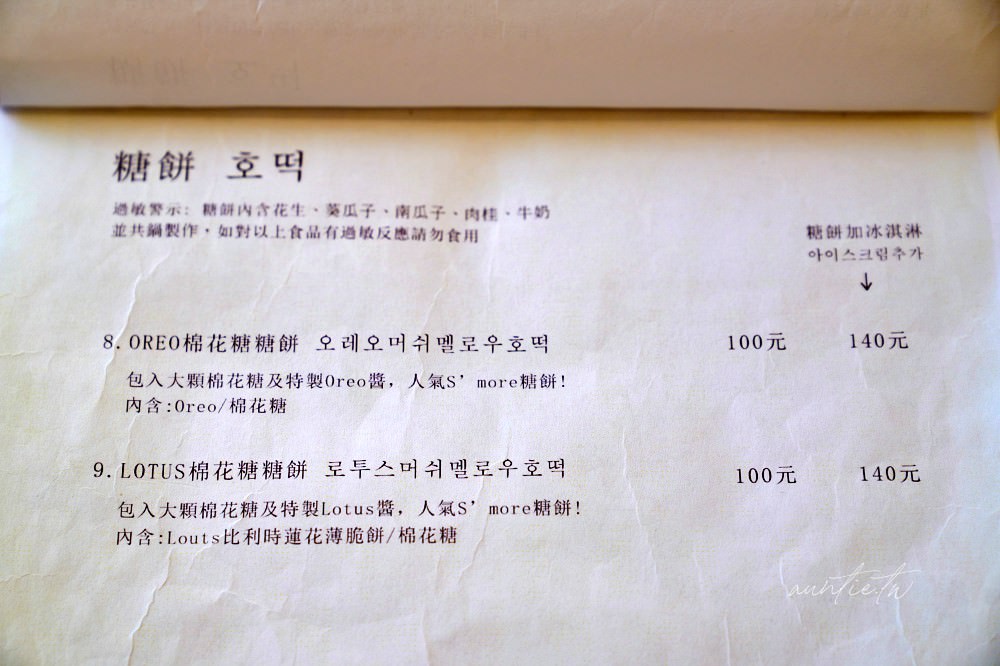 糖餅 호떡
過敏警示: 糖餅內含花生、葵瓜子、南瓜子、肉桂、牛奶
並共鍋製作，如對以上食品有過敏反應請勿食用
糖餅加冰淇淋
아이스크림추가
↓
8. OREO棉花糖糖餅 오레오머쉬멜로우호떡 100元 140元
包入大顆棉花糖及特製Oreo醬，人氣S’more糖餅!
內含:Oreo/棉花糖
9. LOTUS棉花糖糖餅 로투스머쉬멜로우호떡 100元 140元
包入大顆棉花糖及特製Lotus醬，人氣S’more糖餅!
內含:Louts比利時蓮花薄脆餅/棉花糖
auntie.tw